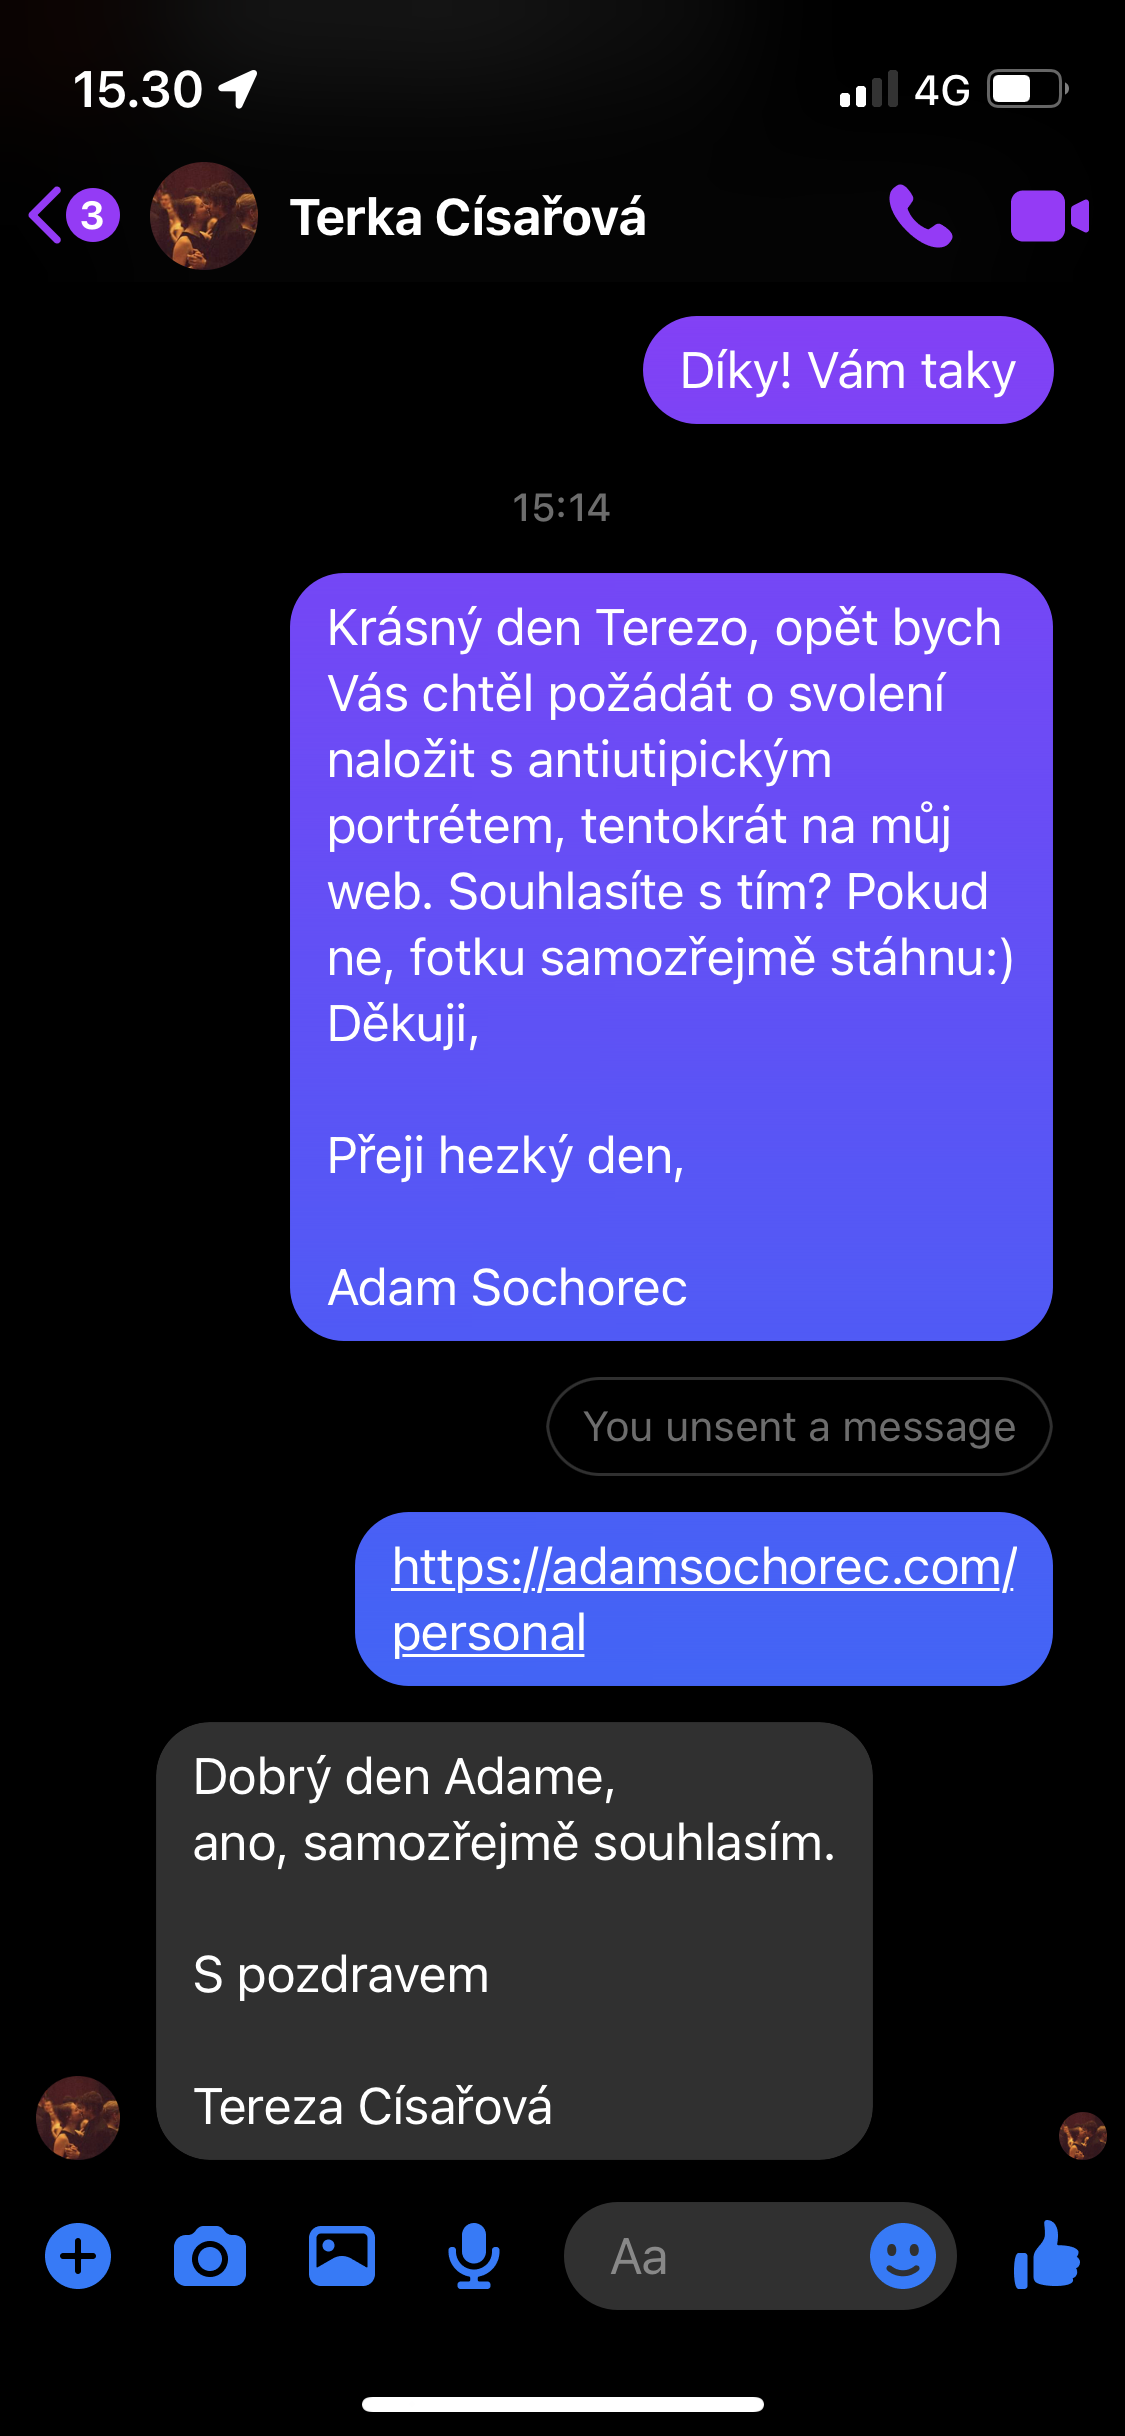 15.30
4G
3
Terka Císařová
Díky! Vám taky
15:14
Krásný den Terezo, opět bych
Vás chtěl požádát o svolení
naložit s antiutipickým
portrétem, tentokrát na můj
web. Souhlasíte s tím? Pokud
ne, fotku samozřejmě stáhnu:)
Děkuji,
Přeji hezký den,
Adam Sochorec
You unsent a message
https://adamsochorec.com/
personal
Dobrý den Adame,
ano, samozřejmě souhlasím.
S pozdravem
Tereza Císařová
Aa